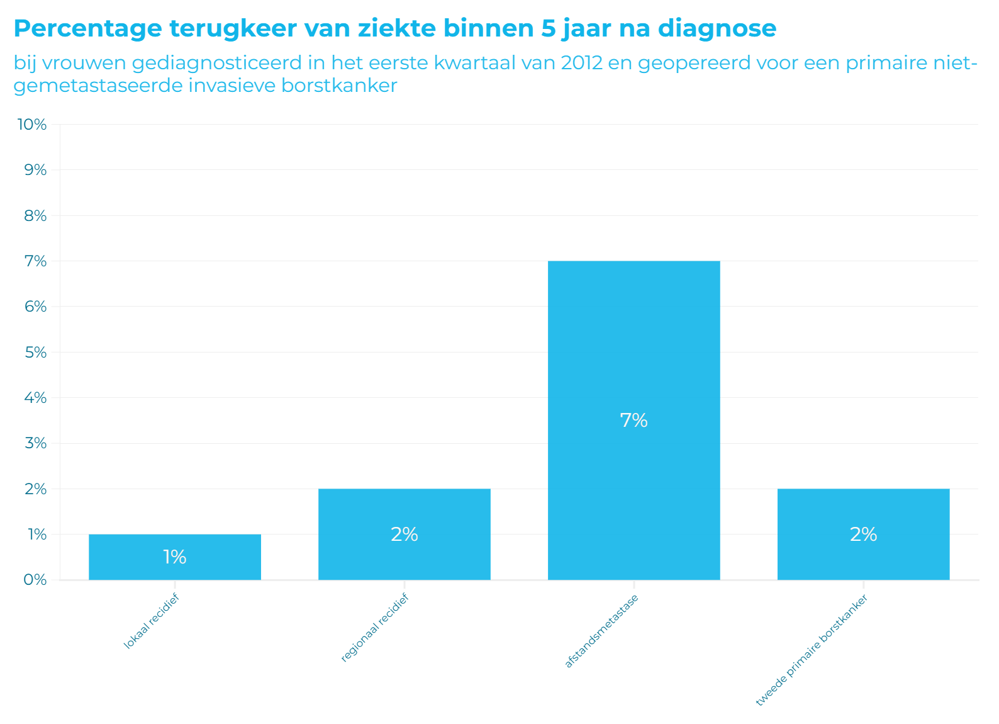 Percentage terugkeer van ziekte binnen 5 jaar na diagnose
bij vrouwen gediagnosticeerd in het eerste kwartaal van 2012 en geopereerd voor een primaire niet-
gemetastaseerde invasieve borstkanker
10%
9%
8%
7%
6%
5%
4%
3%
2%
1%
0%
1%
2%
7%
2%
lokaal recidief
regionaal recidief
afstandsmetastase
tweede primaire borstkanker